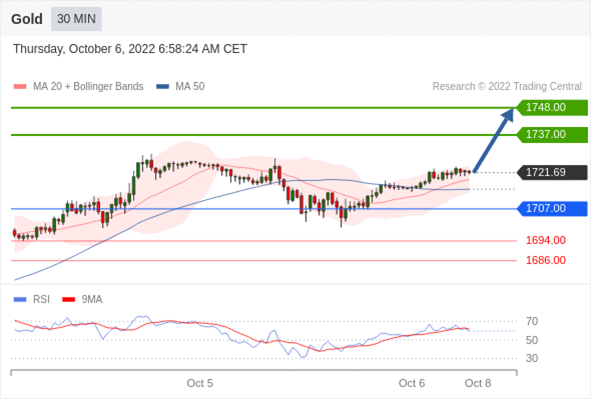 Gold 30 MIN
Thursday, October 6, 2022 6:58:24 AM CET
MA 20 + Bollinger Bands MA 50 Research © 2022 Trading Central
1748.00
1737.00
1721.69
1707.00
1694.00
1686.00
RSI 9MA
70
50
30
Oct 5 Oct 6 Oct 8